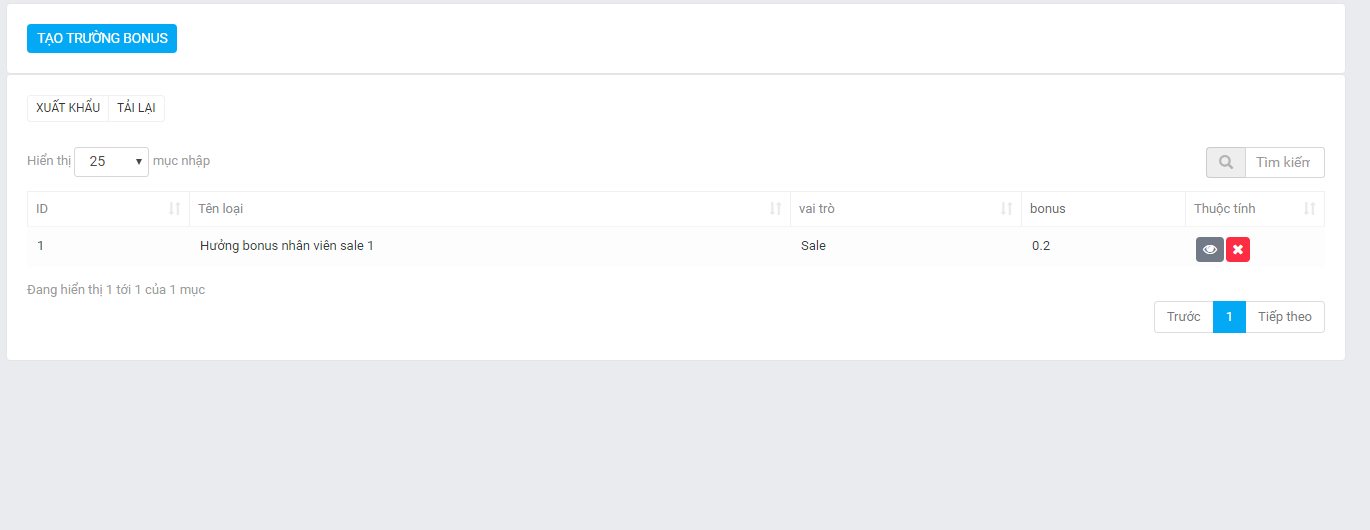 TẠO TRƯỜNG BONUS
XUẤT KHẨU TẢI LẠI
Hiển thị 25 mục nhập Tìm kiếm
ID Tên loại vai trò bonus Thuộc tính
1 Hưởng bonus nhân viên sale 1 Sale 0.2
Đang hiển thị 1 tới 1 của 1 mục
Trước 1 Tiếp theo